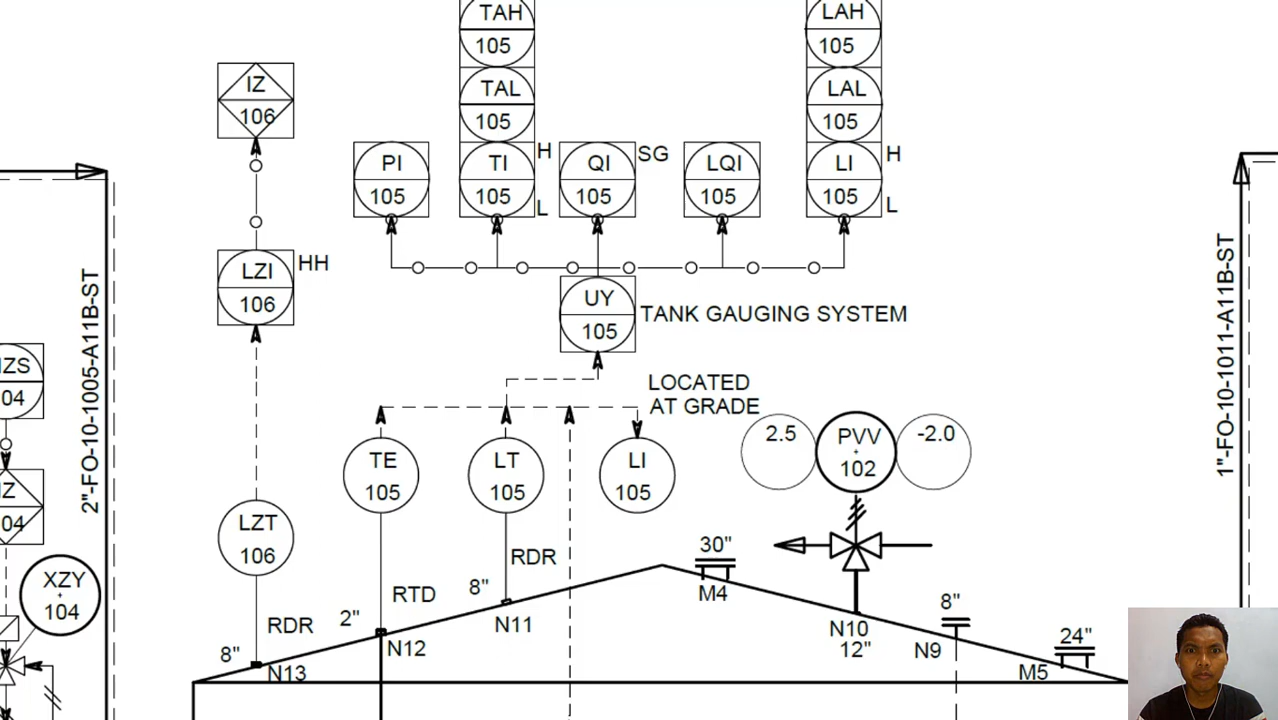 TAH
105
LAH
105
IZ
106
TAL
105
LAL
105
PI
105
TI
105
H
L
QI
105
SG
LQI
105
LI
105
H
L
LZI
106
HH
UY
105
TANK GAUGING SYSTEM
2"-FO-10-1005-A11B-ST
1"-FO-10-1011-A11B-ST
ZS
04
LOCATED
AT GRADE
TE
105
LT
105
LI
105
2.5
PVV
102
-2.0
Z
04
LZT
106
XZY
104
RDR
RTD
RDR
8"
N13
2"
N12
8"
N11
30"
M4
N10
12"
8"
N9
24"
M5